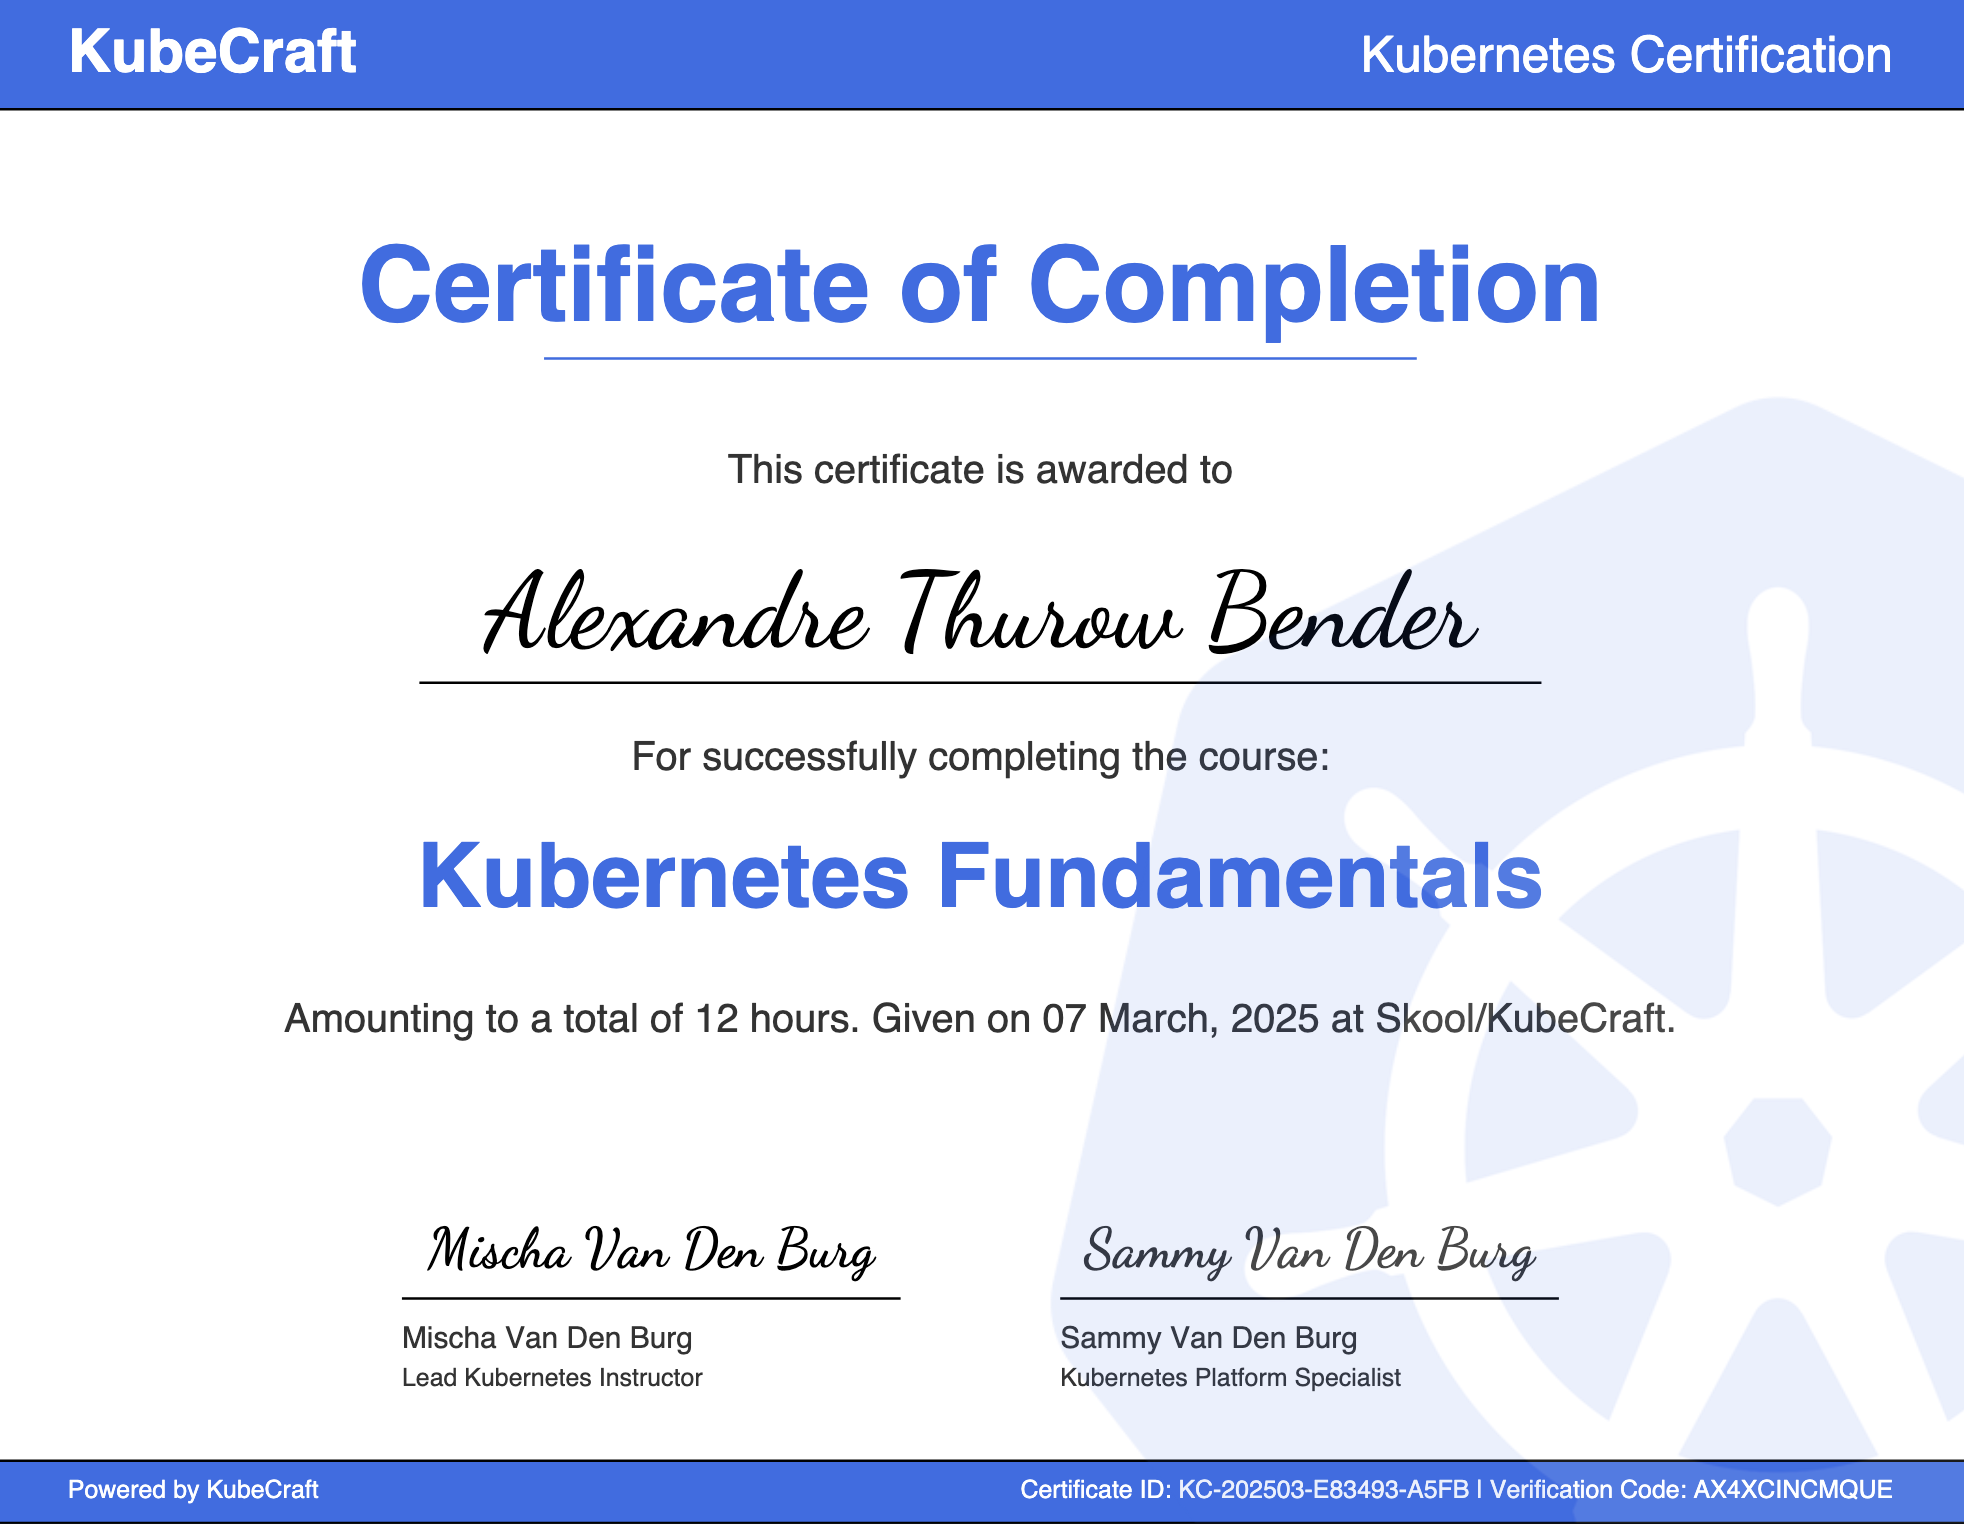 KubeCraft
Kubernetes Certification
Certificate of Completion
This certificate is awarded to
Alexandre Thurow Bender
For successfully completing the course:
Kubernetes Fundamentals
Amounting to a total of 12 hours. Given on 07 March, 2025 at Skool/KubeCraft.
Mischa Van Den Burg
Mischa Van Den Burg
Lead Kubernetes Instructor
Sammy Van Den Burg
Sammy Van Den Burg
Kubernetes Platform Specialist
Powered by KubeCraft
Certificate ID: KC-202503-E83493-A5FB | Verification Code: AX4XCINCMQUE